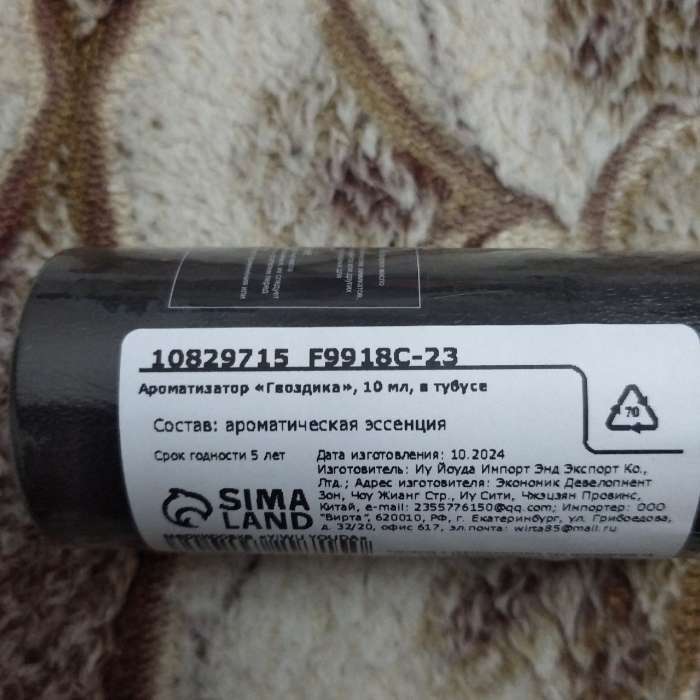 10829715 F9918C-23
Ароматизатор «Гвоздика», 10 мл, в тубусе
70
Состав: ароматическая эссенция
Срок годности 5 лет
Дата изготовления: 10.2024
Изготовитель: Иу Йоуда Импорт Энд Экспорт Ко.,
Лтд.; Адрес изготовителя: Экононик Девелопмент
Зон, Чоу Жианг Стр., Иу Сити, Чжэцзян Провинс,
Китай, e-mail: 2355776150@qq.com; Импортер: ООО
"Вирта", 620010, РФ, г. Екатеринбург, ул. Грибоедова,
д. 32/20, офис 617, эл.почта: wirta85@mail.ru
SIMA
LAND